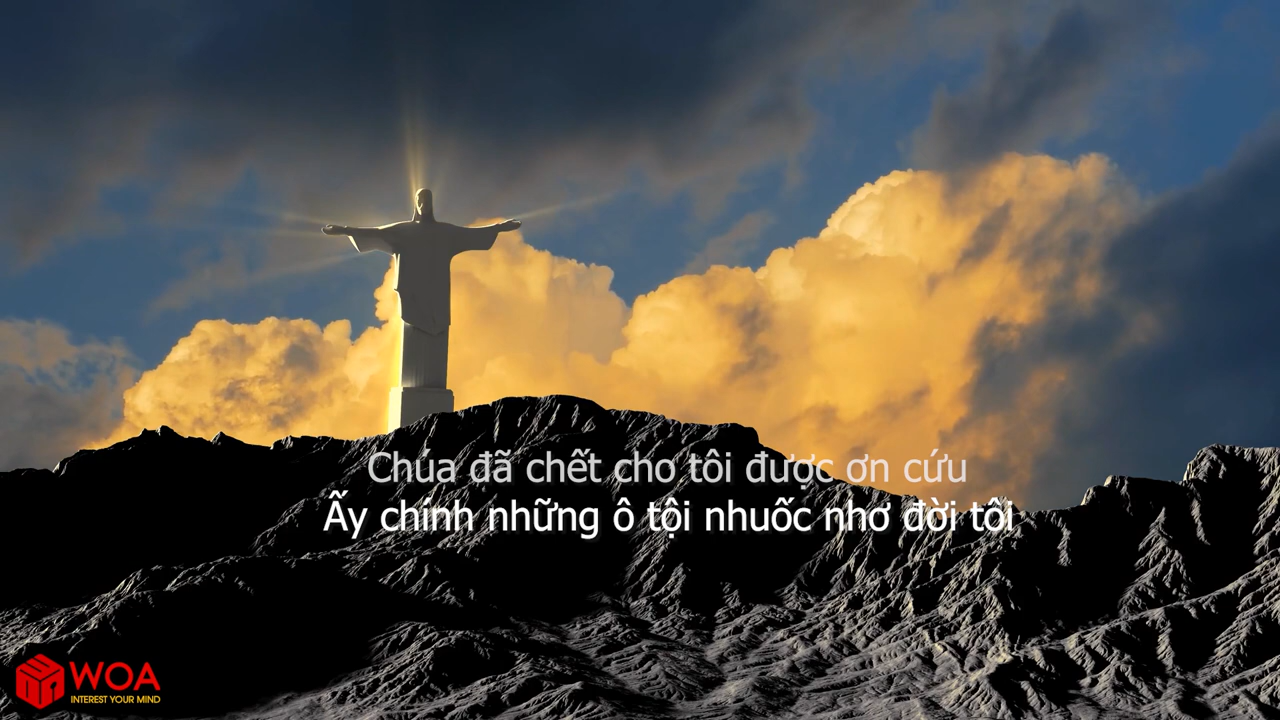 Chúa đã chết cho tôi được ơn cứu
Ấy chính những ô tội nhuốc nhơ đời tôi
WOA
INTEREST YOUR MIND